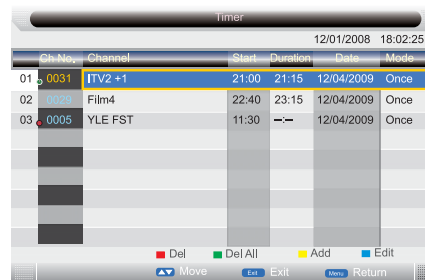 Timer
12/01/2008 18:02:25
Ch No. Channel Start Duration Date Mode
01 0031 ITV2 +1 21:00 21:15 12/04/2009 Once
02 0029 Film4 22:40 23:15 12/04/2009 Once
03 0005 YLE FST 11:30 --:-- 12/04/2009 Once
Del Del All Add Edit
Move Exit Exit Menu Return